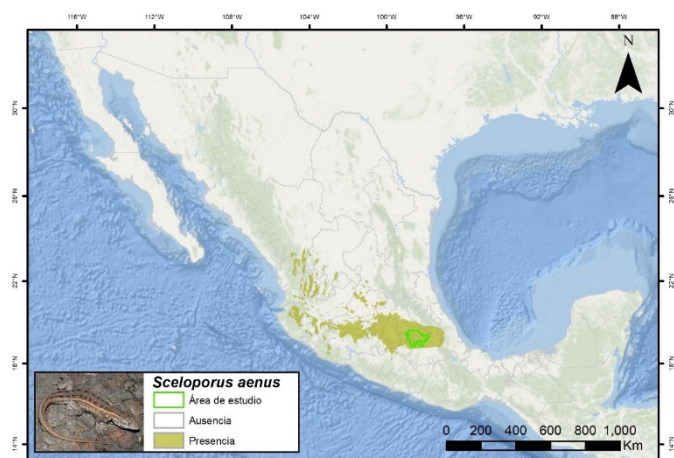 116°W 112°W 108°W 104°W 100°W 96°W 92°W 88°W
N
30°N 30°N
26°N 26°N
22°N 22°N
18°N 18°N
14°N 14°N
Sceloporus aenus
Área de estudio
Ausencia
Presencia
0 200 400 600 800 1,000
Km